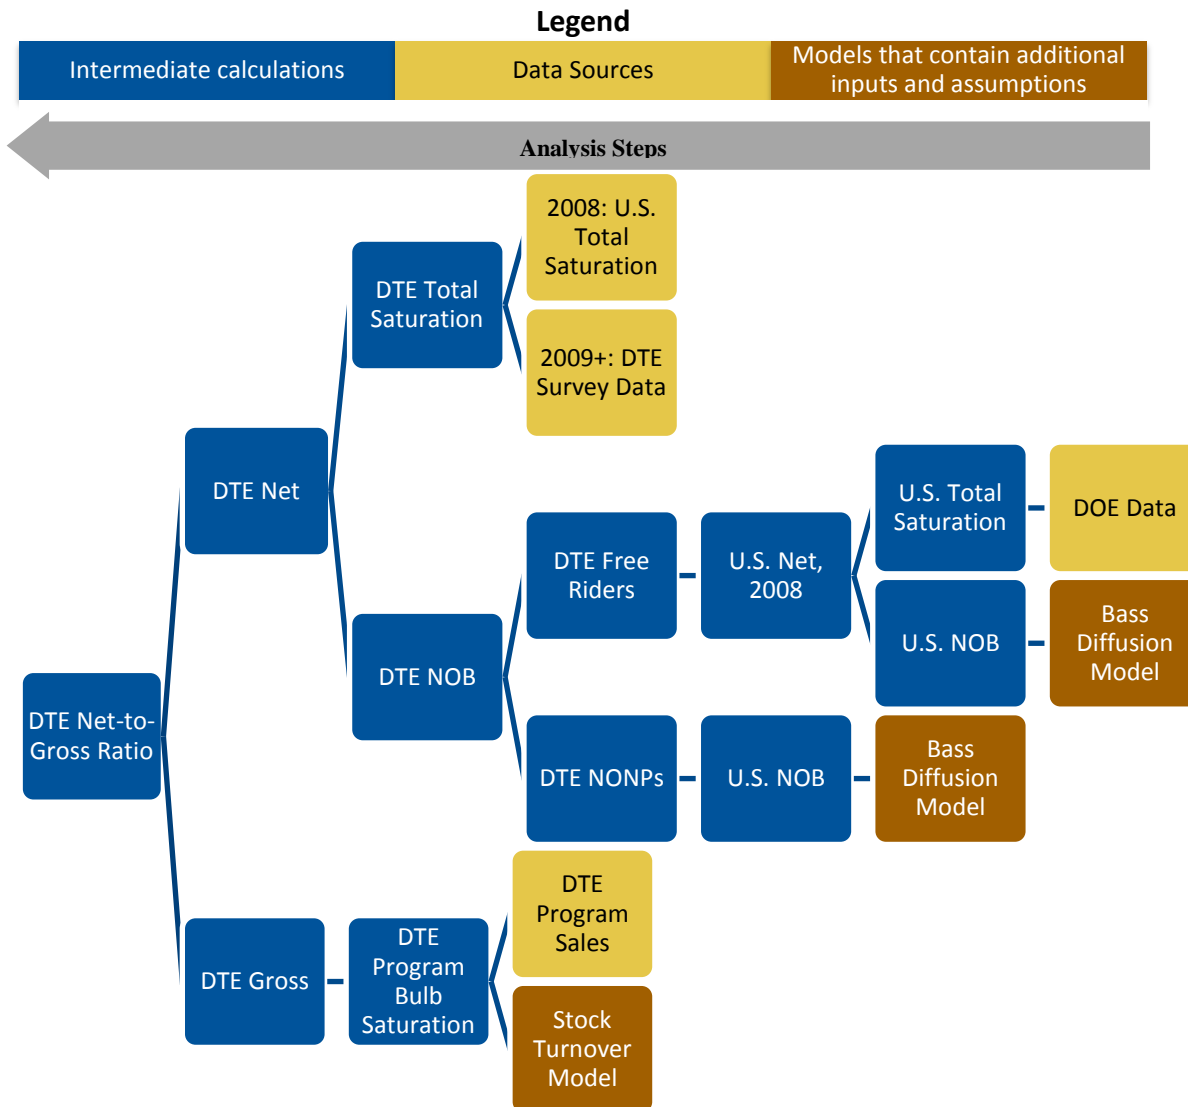 Legend
Intermediate calculations
Data Sources
Models that contain additional
inputs and assumptions
Analysis Steps
2008: U.S.
Total
Saturation
DTE Total
Saturation
2009+: DTE
Survey Data
DTE Net
U.S. Total
Saturation
DOE Data
DTE Free
Riders
U.S. Net,
2008
U.S. NOB
Bass
Diffusion
Model
DTE NOB
DTE Net-to-
Gross Ratio
DTE NONPs
U.S. NOB
Bass
Diffusion
Model
DTE
Program
Sales
DTE Gross
DTE
Program
Bulb
Saturation
Stock
Turnover
Model